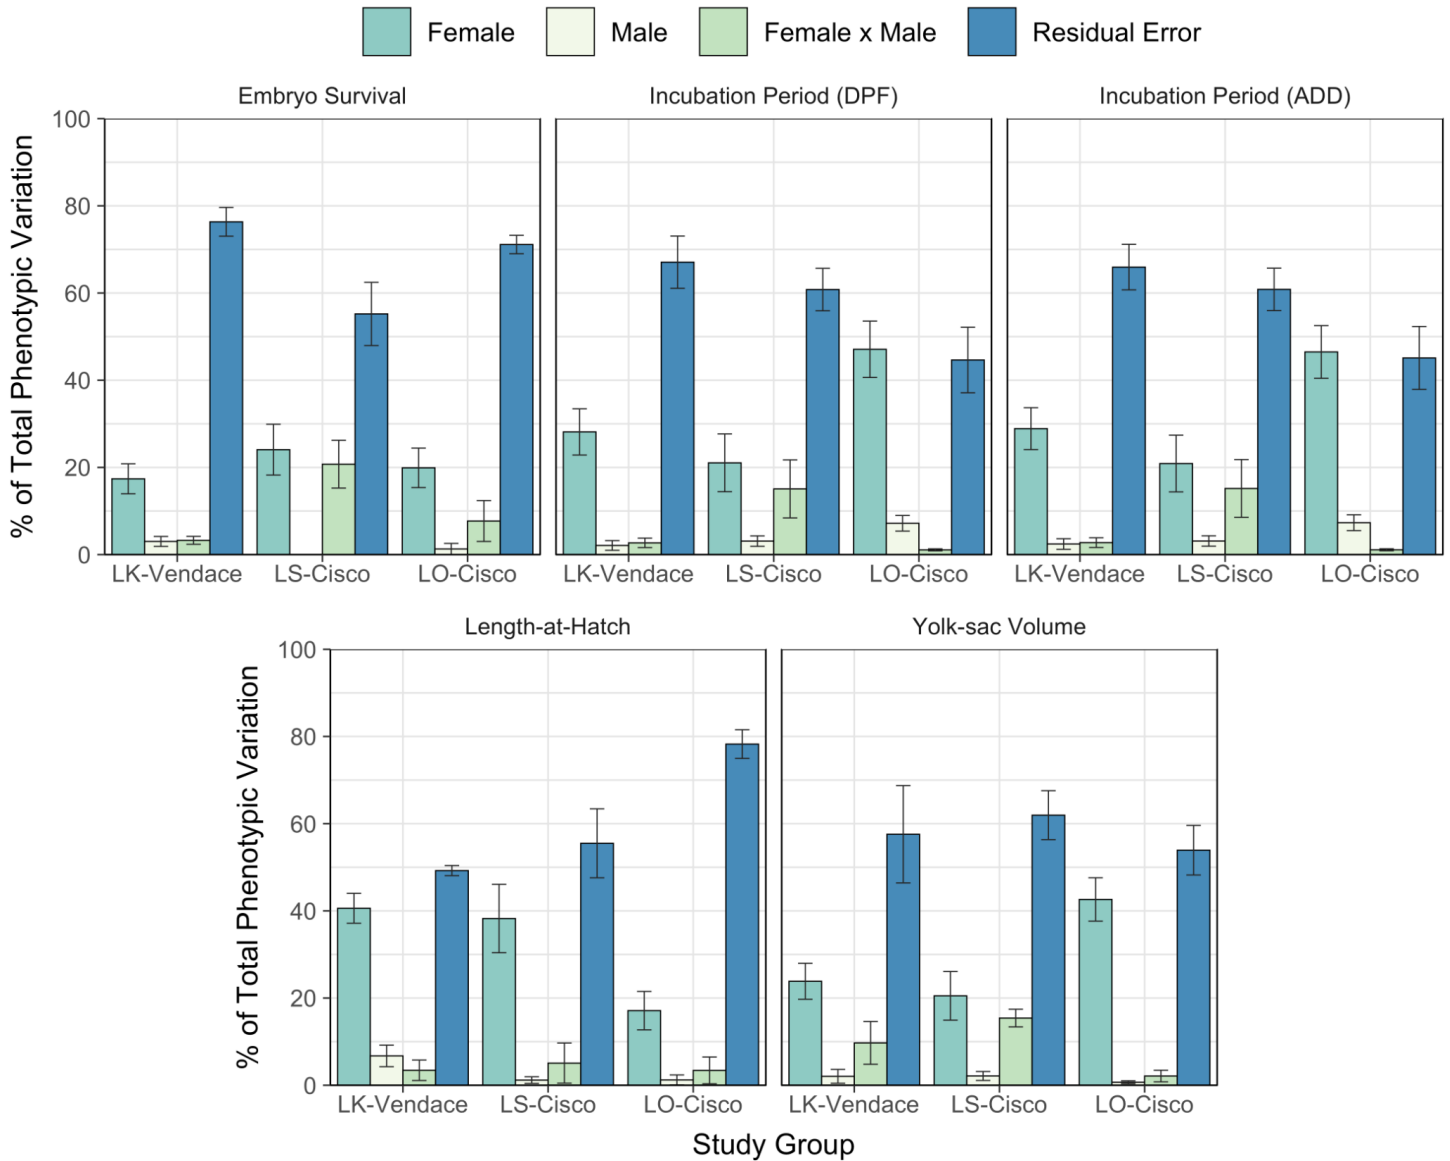 Female Male Female x Male Residual Error
Embryo Survival Incubation Period (DPF) Incubation Period (ADD)
% of Total Phenotypic Variation
100
80
60
40
20
0
LK-Vendace LS-Cisco LO-Cisco LK-Vendace LS-Cisco LO-Cisco LK-Vendace LS-Cisco LO-Cisco
Length-at-Hatch Yolk-sac Volume
% of Total Phenotypic Variation
100
80
60
40
20
0
LK-Vendace LS-Cisco LO-Cisco LK-Vendace LS-Cisco LO-Cisco
Study Group